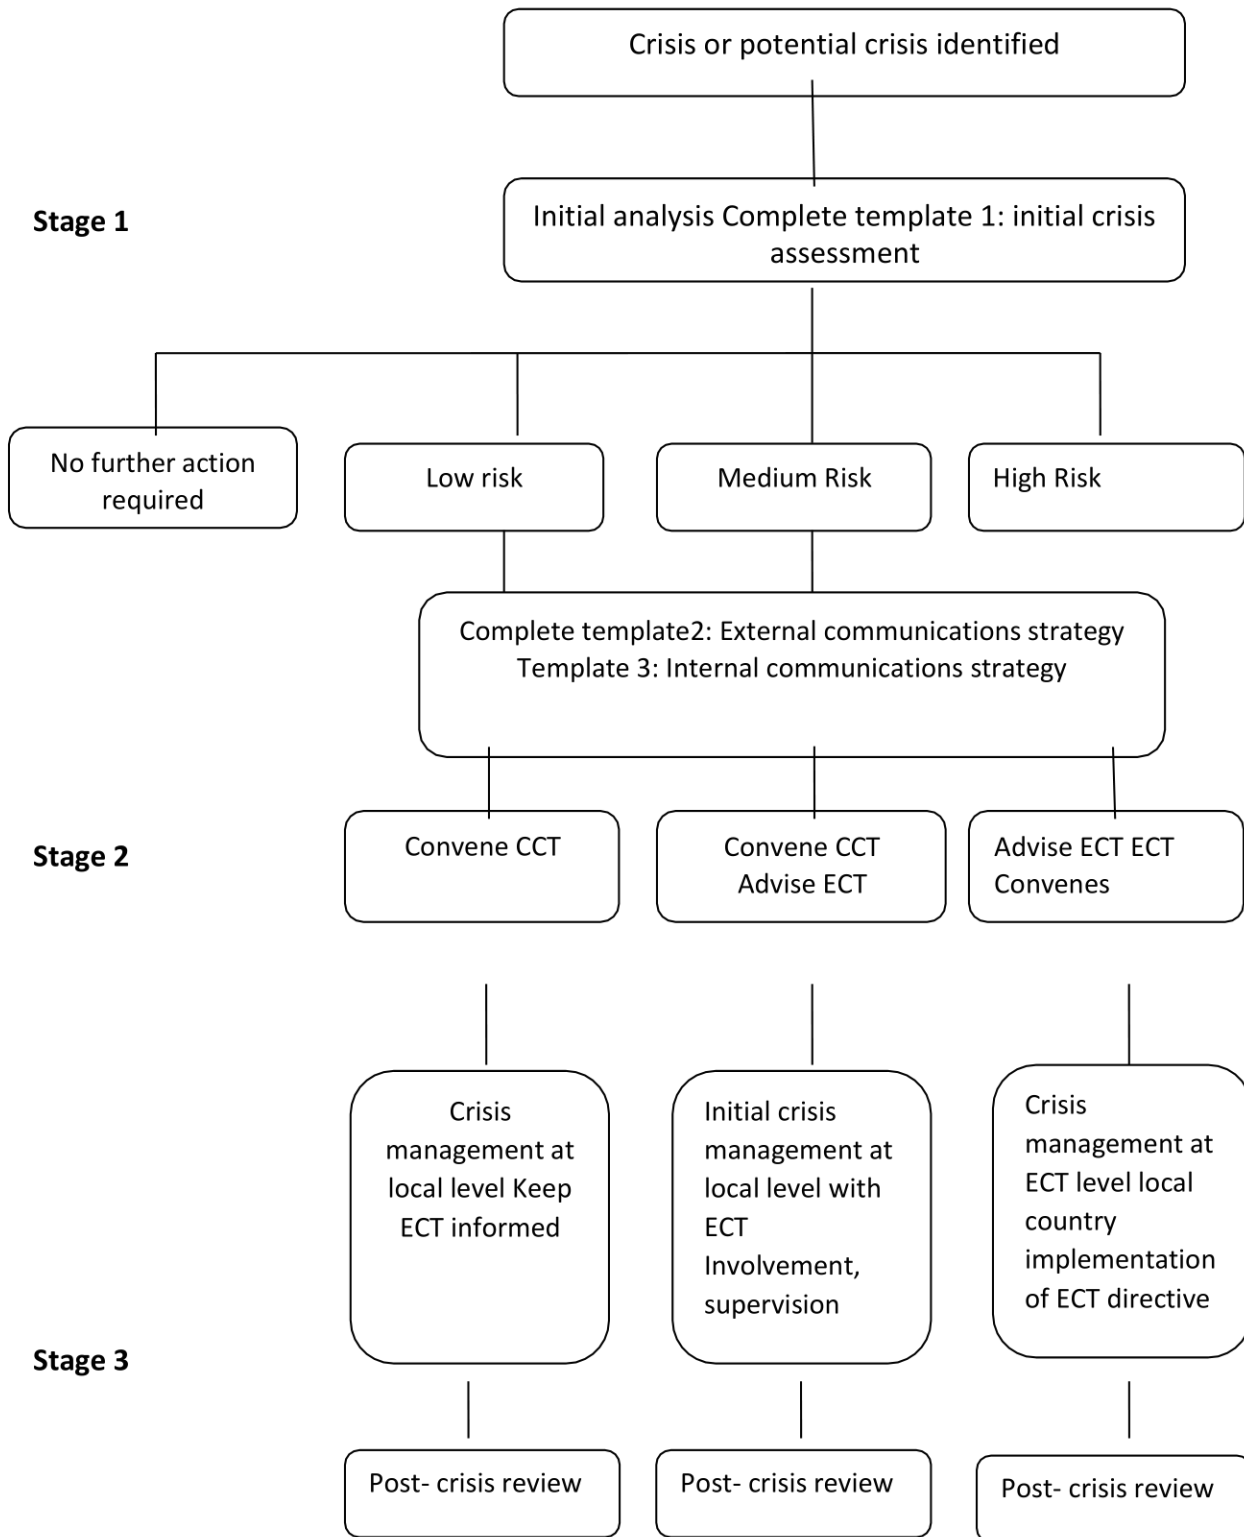 Crisis or potential crisis identified
Stage 1
Initial analysis Complete template 1: initial crisis
assessment
No further action
required
Low risk
Medium Risk
High Risk
Complete template2: External communications strategy
Template 3: Internal communications strategy
Stage 2
Convene CCT
Convene CCT
Advise ECT
Advise ECT ECT
Convenes
Crisis
management at
local level Keep
ECT informed
Initial crisis
management at
local level with
ECT
Involvement,
supervision
Crisis
management at
ECT level local
country
implementation
of ECT directive
Stage 3
Post- crisis review
Post- crisis review
Post- crisis review